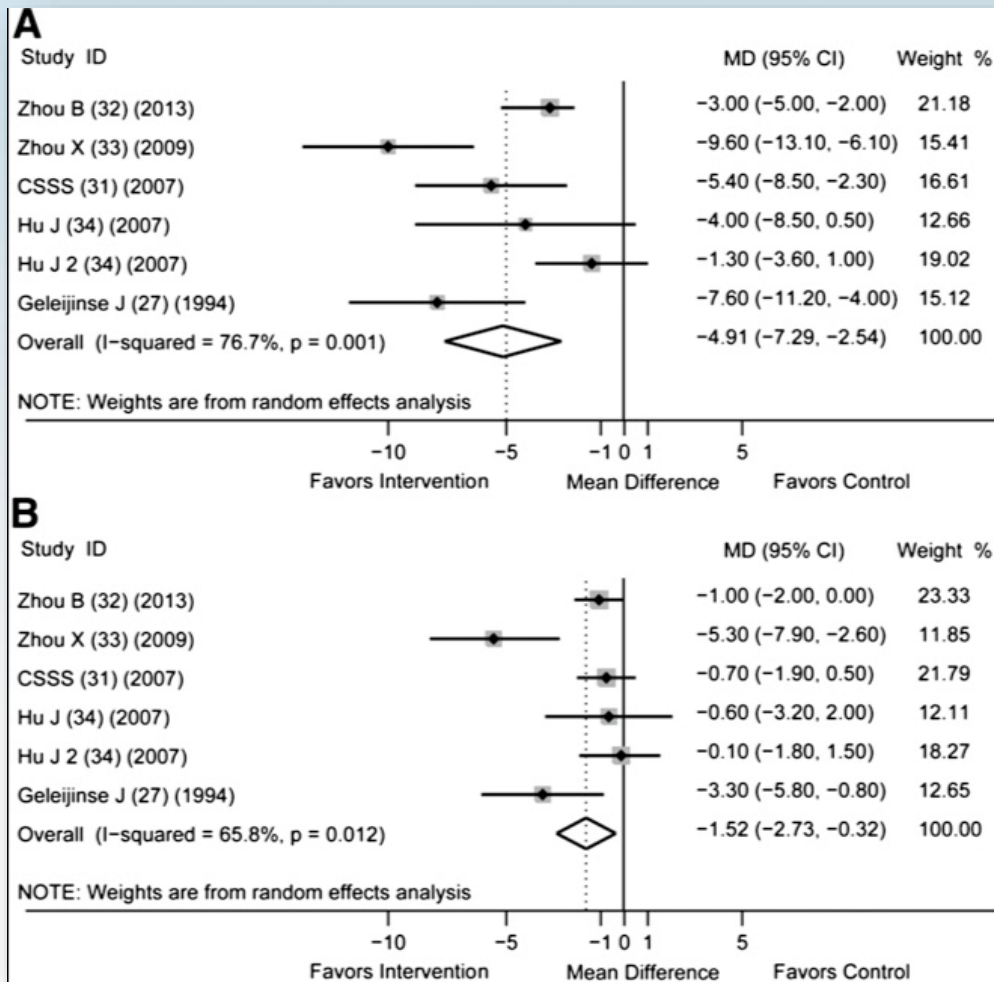 A
Study ID MD (95% CI) Weight %
Zhou B (32) (2013) −3.00 (−5.00, −2.00) 21.18
Zhou X (33) (2009) −9.60 (−13.10, −6.10) 15.41
CSSS (31) (2007) −5.40 (−8.50, −2.30) 16.61
Hu J (34) (2007) −4.00 (−8.50, 0.50) 12.66
Hu J 2 (34) (2007) −1.30 (−3.60, 1.00) 19.02
Geleijinse J (27) (1994) −7.60 (−11.20, −4.00) 15.12
Overall (I−squared = 76.7%, p = 0.001) −4.91 (−7.29, −2.54) 100.00
NOTE: Weights are from random effects analysis
−10 −5 −1 0 1 5
Favors Intervention Mean Difference Favors Control
B
Study ID MD (95% CI) Weight %
Zhou B (32) (2013) −1.00 (−2.00, 0.00) 23.33
Zhou X (33) (2009) −5.30 (−7.90, −2.60) 11.85
CSSS (31) (2007) −0.70 (−1.90, 0.50) 21.79
Hu J (34) (2007) −0.60 (−3.20, 2.00) 12.11
Hu J 2 (34) (2007) −0.10 (−1.80, 1.50) 18.27
Geleijinse J (27) (1994) −3.30 (−5.80, −0.80) 12.65
Overall (I−squared = 65.8%, p = 0.012) −1.52 (−2.73, −0.32) 100.00
NOTE: Weights are from random effects analysis
−10 −5 −1 0 1 5
Favors Intervention Mean Difference Favors Control